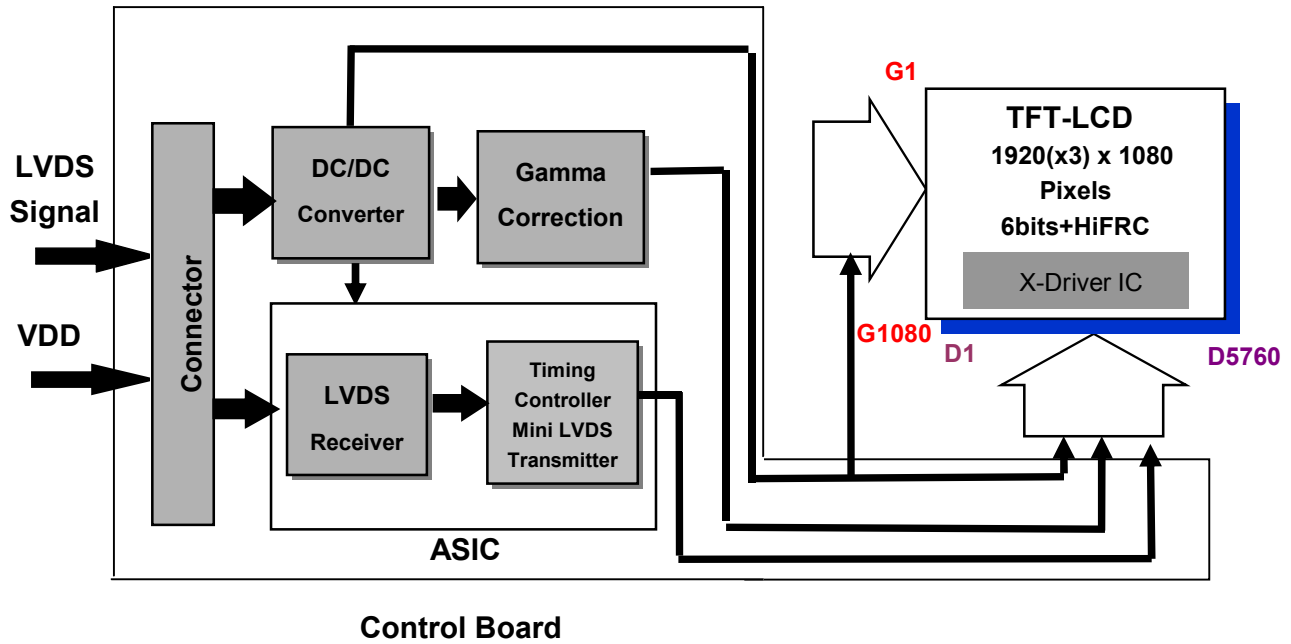 LVDS
Signal
VDD
Connector
DC/DC
Converter
Gamma
Correction
LVDS
Receiver
Timing
Controller
Mini LVDS
Transmitter
ASIC
G1
G1080
TFT-LCD
1920(x3) x 1080
Pixels
6bits+HiFRC
X-Driver IC
D1
D5760
Control Board